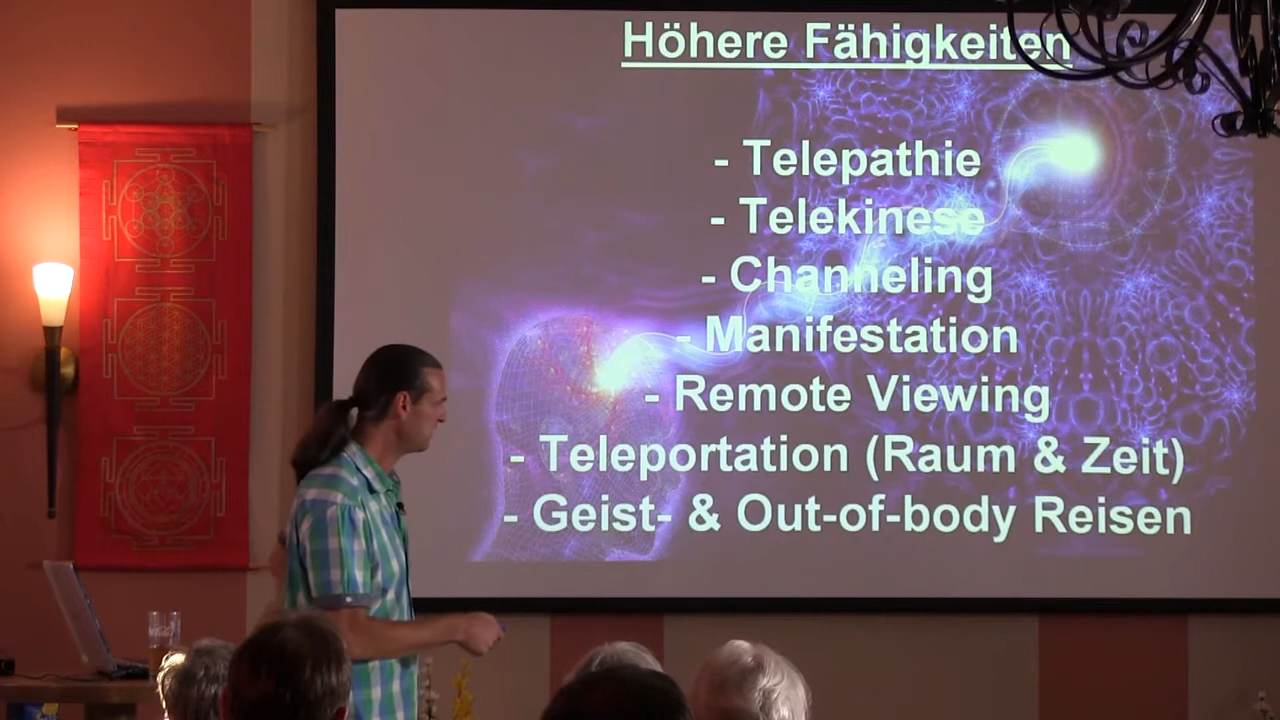 Höhere Fähigkeiten
- Telepathie
- Telekinese
- Channeling
- Manifestation
- Remote Viewing
- Teleportation (Raum & Zeit)
- Geist- & Out-of-body Reisen